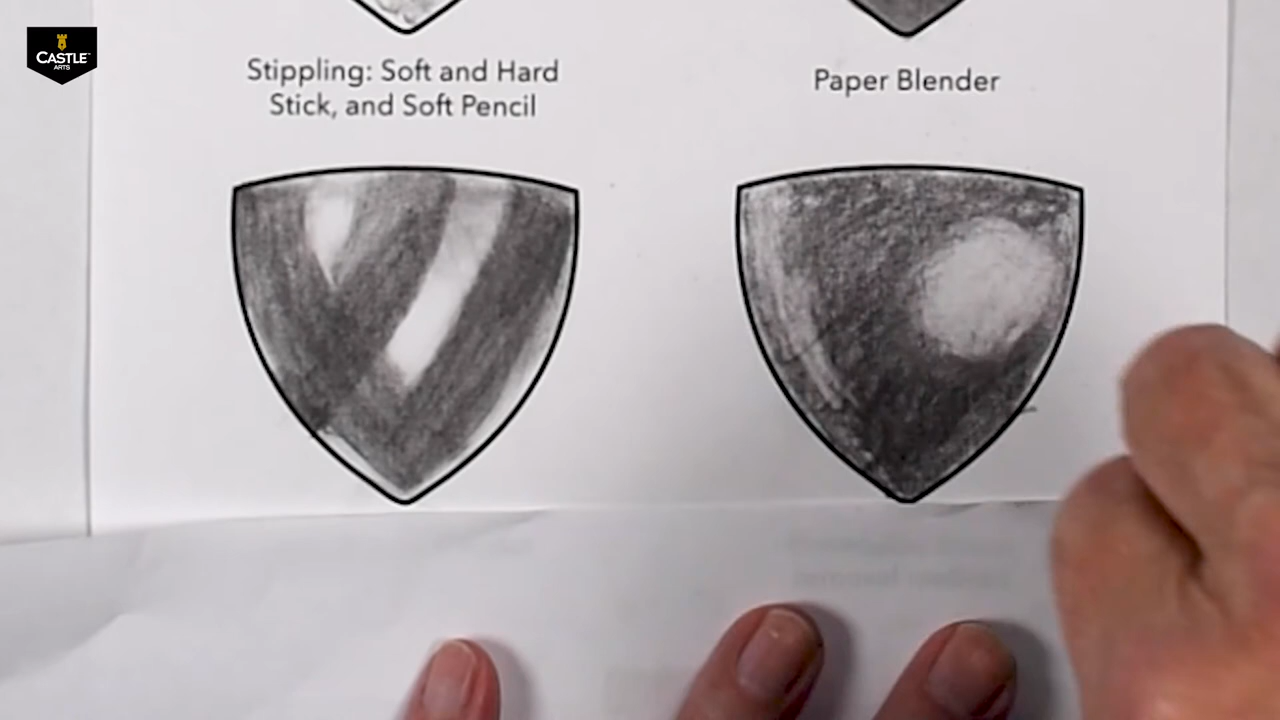 CASTLE
ARTS
Stippling: Soft and Hard
Stick, and Soft Pencil
Paper Blender